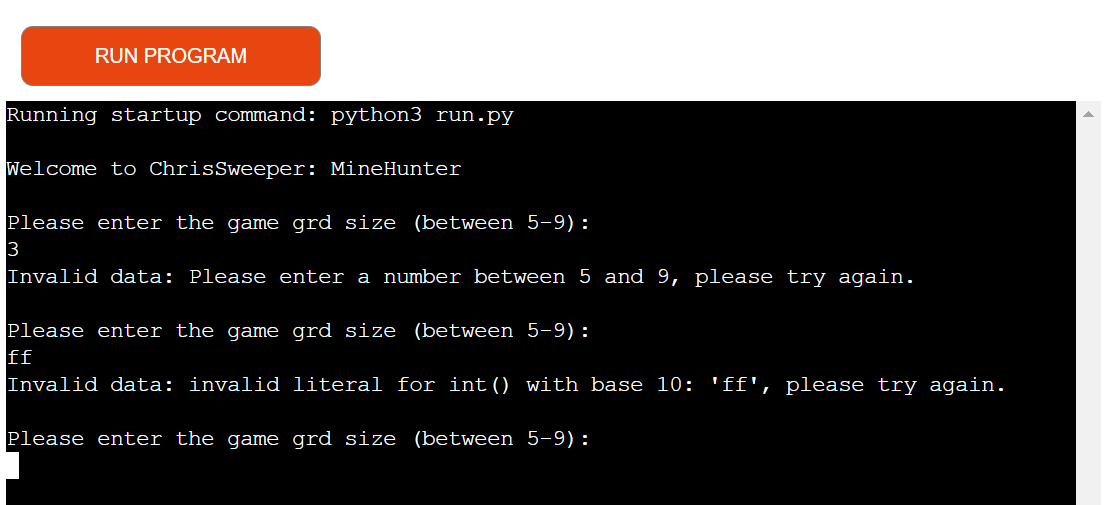 RUN PROGRAM
Running startup command: python3 run.py
Welcome to ChrisSweeper: MineHunter
Please enter the game grd size (between 5-9):
3
Invalid data: Please enter a number between 5 and 9, please try again.
Please enter the game grd size (between 5-9):
ff
Invalid data: invalid literal for int() with base 10: 'ff', please try again.
Please enter the game grd size (between 5-9):